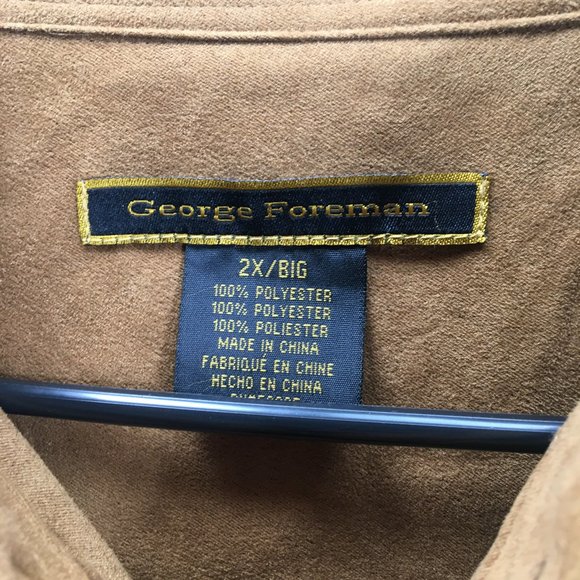 George Foreman
2X/BIG
100% POLYESTER
100% POLYESTER
100% POLIESTER
MADE IN CHINA
FABRIQUÉ EN CHINE
HECHO EN CHINA